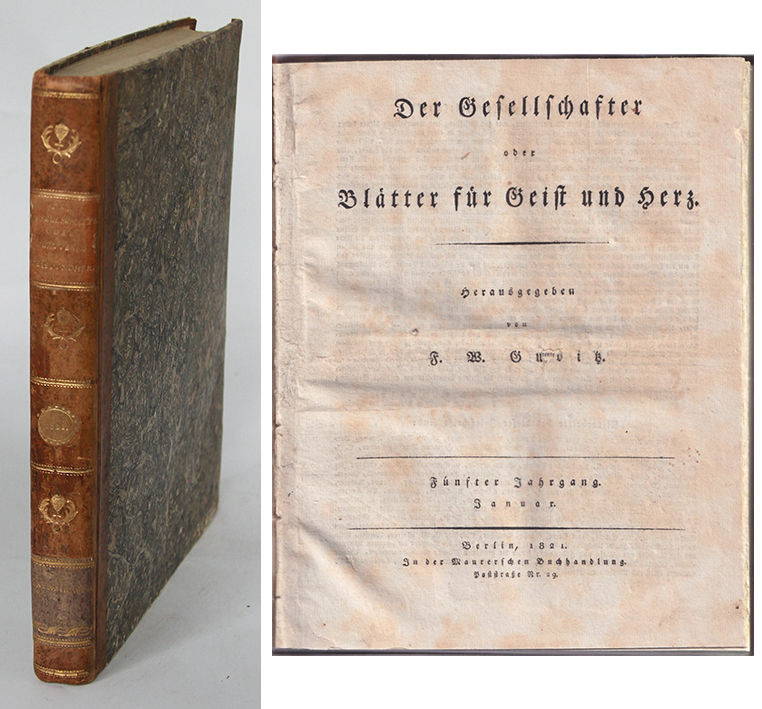 1821.
Der Gesellschafter
oder
Blätter für Geist und Herz.
Herausgegeben
von
F. W. Gubitz.
Fünfter Jahrgang.
Januar.
Berlin, 1821.
In der Maurerschen Buchhandlung.
Poststraße Nr. 29.